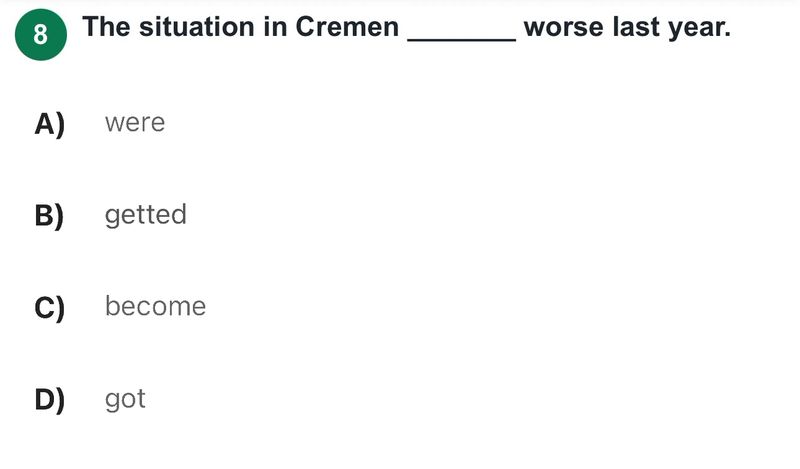 8 The situation in Cremen _______ worse last year.
A) were
B) getted
C) become
D) got